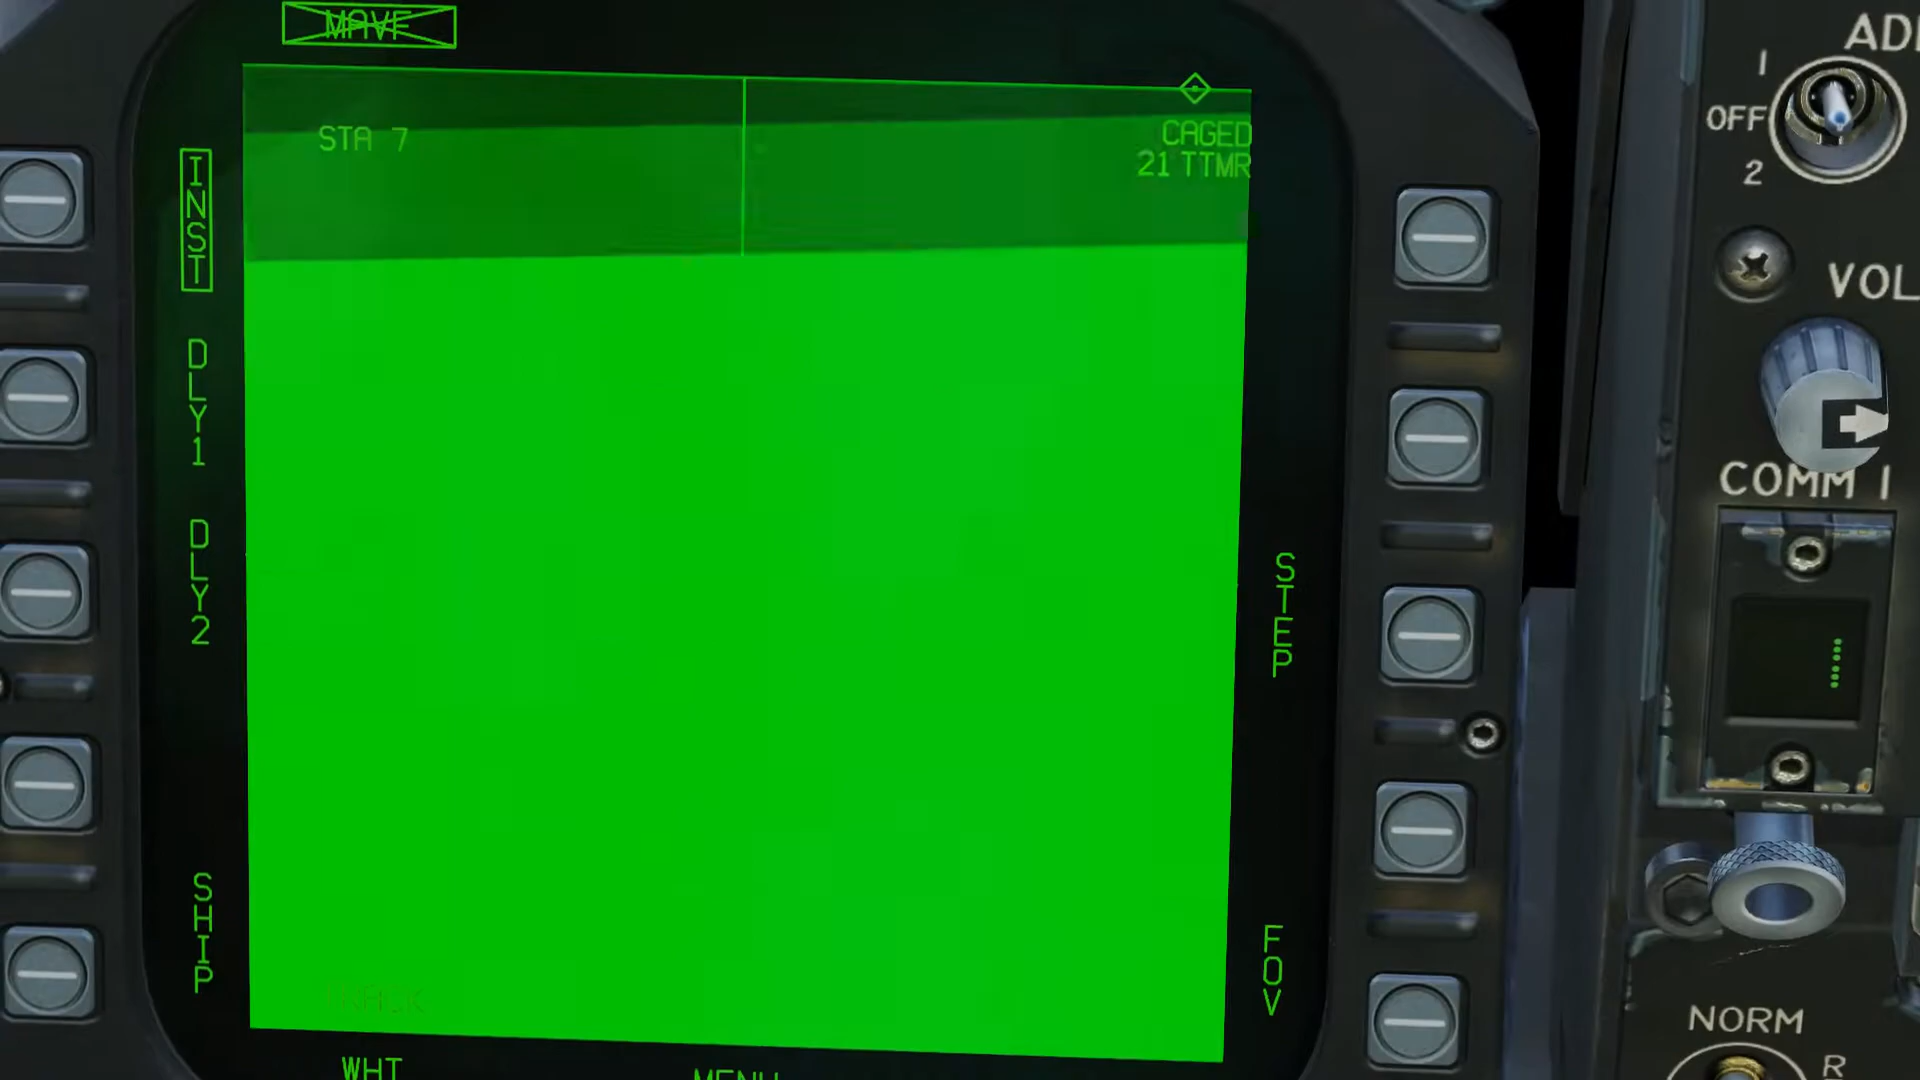 MAVF
STA 7
CAGED
21 TTMR
INST
DLY1
DLY2
SHIP
STEP
FOV
TRACK
WHT
MENU
1
OFF
2
VOL
COMM 1
NORM
R